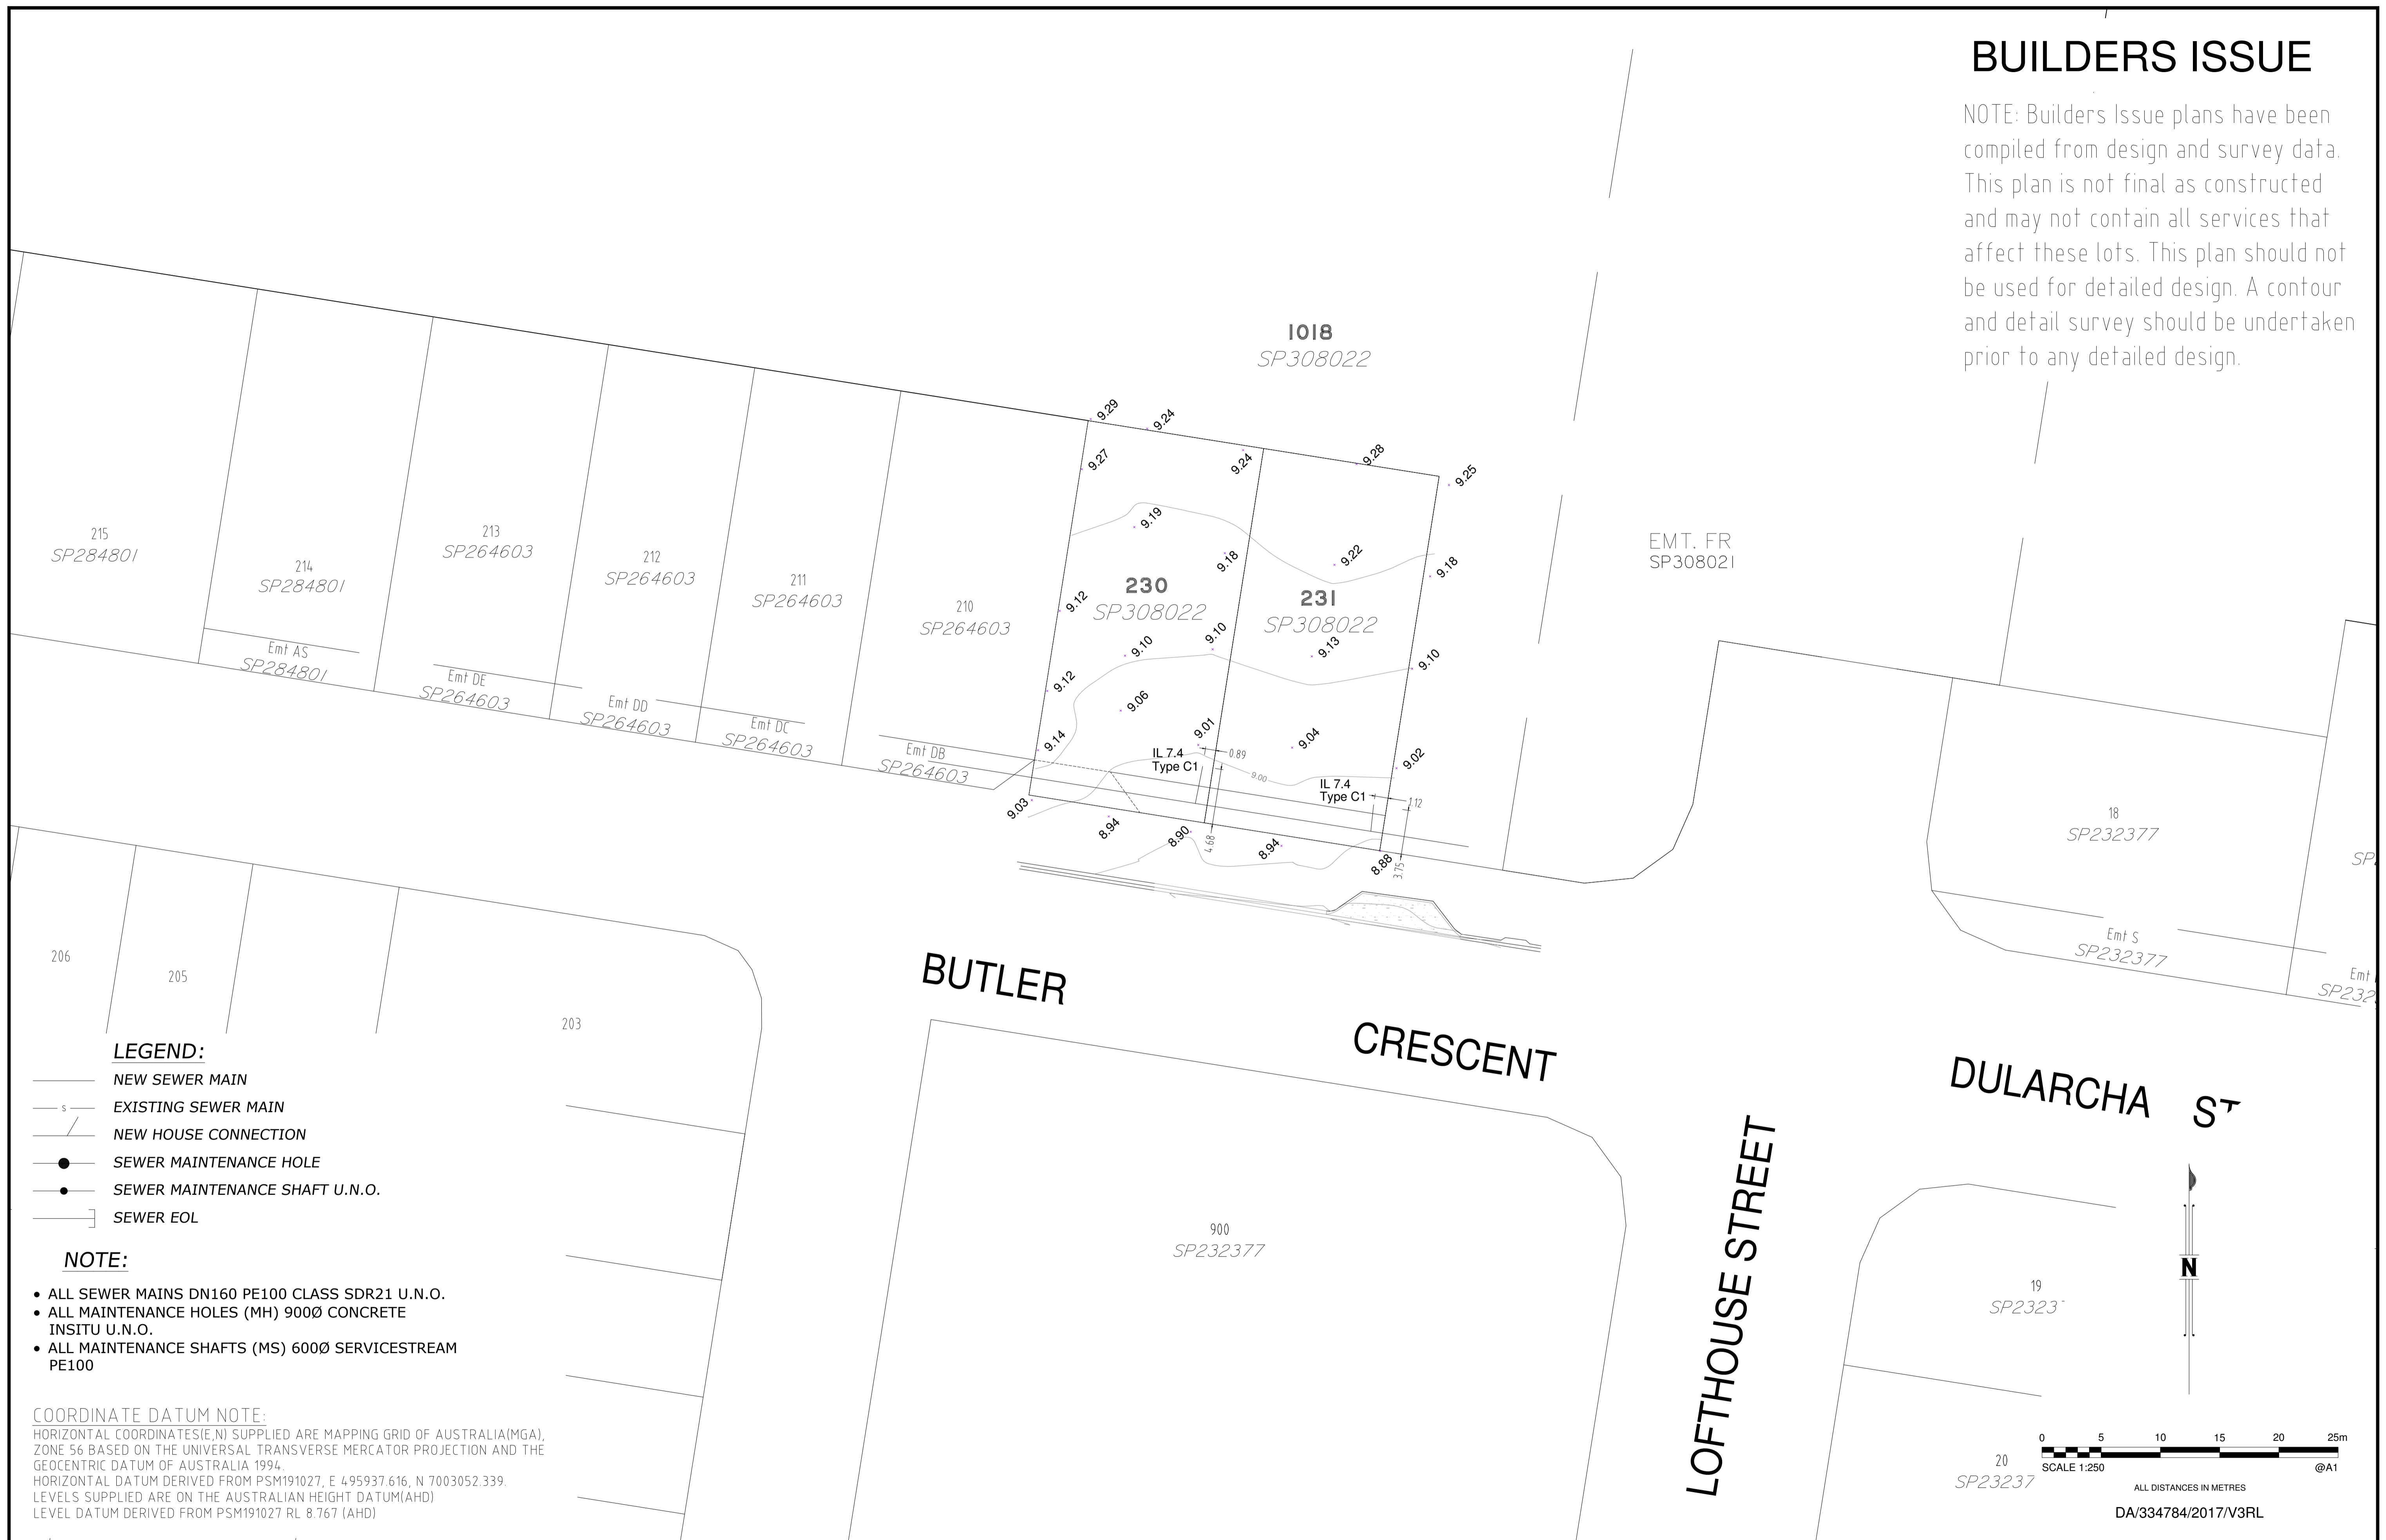 BUILDERS ISSUE
NOTE: Builders Issue plans have been
compiled from design and survey data.
This plan is not final as constructed
and may not contain all services that
affect these lots. This plan should not
be used for detailed design. A contour
and detail survey should be undertaken
prior to any detailed design.
1018
SP308022
9.29
9.24
9.27
9.24
9.28
9.25
9.19
9.18
9.22
9.18
230
SP308022
231
SP308022
9.12
9.10
9.10
9.13
9.10
9.12
9.06
9.14
9.01
0.89
9.04
9.02
IL 7.4
Type C1
9.00
IL 7.4
Type C1
1.12
9.03
8.94
8.90
4.68
8.94
8.88
3.75
215
SP284801
214
SP284801
213
SP264603
212
SP264603
211
SP264603
210
SP264603
Emt AS
SP284801
Emt DE
SP264603
Emt DD
SP264603
Emt DC
SP264603
Emt DB
SP264603
EMT. FR
SP308021
18
SP232377
SP
Emt S
SP232377
Emt
SP232
206
205
203
BUTLER
CRESCENT
DULARCHA ST
LOFTHOUSE STREET
900
SP232377
19
SP2323
20
SP23237
LEGEND:
NEW SEWER MAIN
S
EXISTING SEWER MAIN
NEW HOUSE CONNECTION
SEWER MAINTENANCE HOLE
SEWER MAINTENANCE SHAFT U.N.O.
SEWER EOL
NOTE:
• ALL SEWER MAINS DN160 PE100 CLASS SDR21 U.N.O.
• ALL MAINTENANCE HOLES (MH) 900Ø CONCRETE
INSITU U.N.O.
• ALL MAINTENANCE SHAFTS (MS) 600Ø SERVICESTREAM
PE100
COORDINATE DATUM NOTE:
HORIZONTAL COORDINATES(E,N) SUPPLIED ARE MAPPING GRID OF AUSTRALIA(MGA),
ZONE 56 BASED ON THE UNIVERSAL TRANSVERSE MERCATOR PROJECTION AND THE
GEOCENTRIC DATUM OF AUSTRALIA 1994.
HORIZONTAL DATUM DERIVED FROM PSM191027, E 495937.616, N 7003052.339.
LEVELS SUPPLIED ARE ON THE AUSTRALIAN HEIGHT DATUM(AHD)
LEVEL DATUM DERIVED FROM PSM191027 RL 8.767 (AHD)
N
0 5 10 15 20 25m
SCALE 1:250 @A1
ALL DISTANCES IN METRES
DA/334784/2017/V3RL